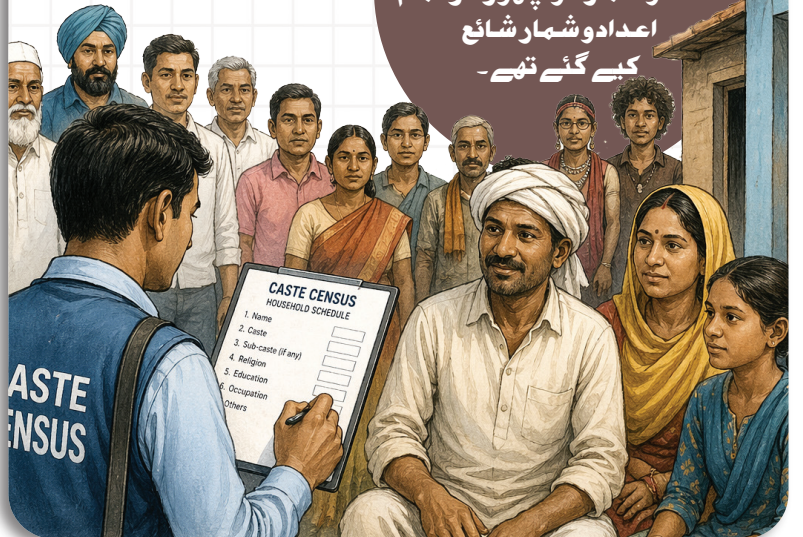 اعدادو شمار شائع
کیے گئے تھے۔
CASTE CENSUS
HOUSEHOLD SCHEDULE
1. Name
2. Caste
3. Sub-caste (if any)
4. Religion
5. Education
6. Occupation
Others
ASTE
ENSUS